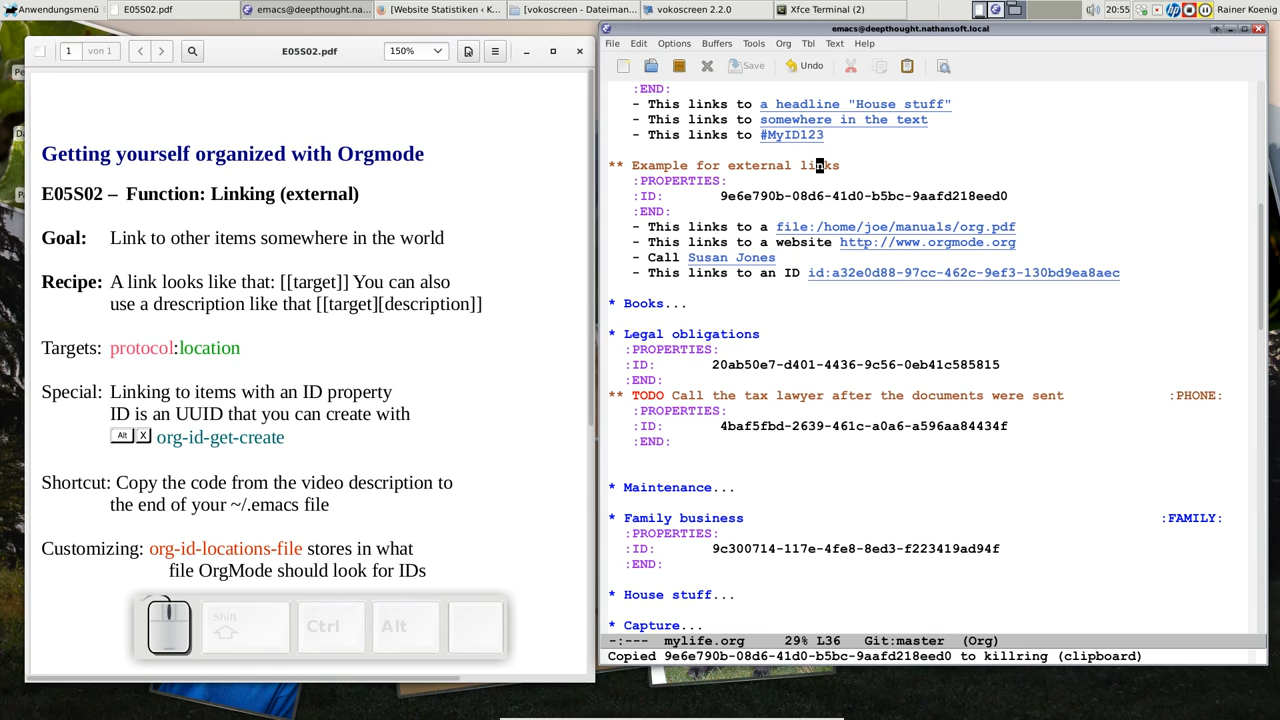 Anwendungsmenü
E05S02.pdf
emacs@deepthought.na...
[Website Statistiken ‹ K...
[vokoscreen - Dateiman...
vokoscreen 2.2.0
Xfce Terminal (2)
20:55
Rainer Koenig
1 von 1
E05S02.pdf
150%
Getting yourself organized with Orgmode
E05S02 – Function: Linking (external)
Goal: Link to other items somewhere in the world
Recipe: A link looks like that: [[target]] You can also
use a drescription like that [[target][description]]
Targets: protocol:location
Special: Linking to items with an ID property
ID is an UUID that you can create with
Alt X org-id-get-create
Shortcut: Copy the code from the video description to
the end of your ~/.emacs file
Customizing: org-id-locations-file stores in what
file OrgMode should look for IDs
Shift Ctrl Alt
emacs@deepthought.nathansoft.local
File Edit Options Buffers Tools Org Tbl Text Help
Save Undo
:END:
- This links to a headline "House stuff"
- This links to somewhere in the text
- This links to #MyID123
** Example for external links
:PROPERTIES:
:ID: 9e6e790b-08d6-41d0-b5bc-9aafd218eed0
:END:
- This links to a file:/home/joe/manuals/org.pdf
- This links to a website http://www.orgmode.org
- Call Susan Jones
- This links to an ID id:a32e0d88-97cc-462c-9ef3-130bd9ea8aec
* Books...
* Legal obligations
:PROPERTIES:
:ID: 20ab50e7-d401-4436-9c56-0eb41c585815
:END:
** TODO Call the tax lawyer after the documents were sent :PHONE:
:PROPERTIES:
:ID: 4baf5fbd-2639-461c-a0a6-a596aa84434f
:END:
* Maintenance...
* Family business :FAMILY:
:PROPERTIES:
:ID: 9c300714-117e-4fe8-8ed3-f223419ad94f
:END:
* House stuff...
* Capture...
-:--- mylife.org 29% L36 Git:master (Org)
Copied 9e6e790b-08d6-41d0-b5bc-9aafd218eed0 to killring (clipboard)